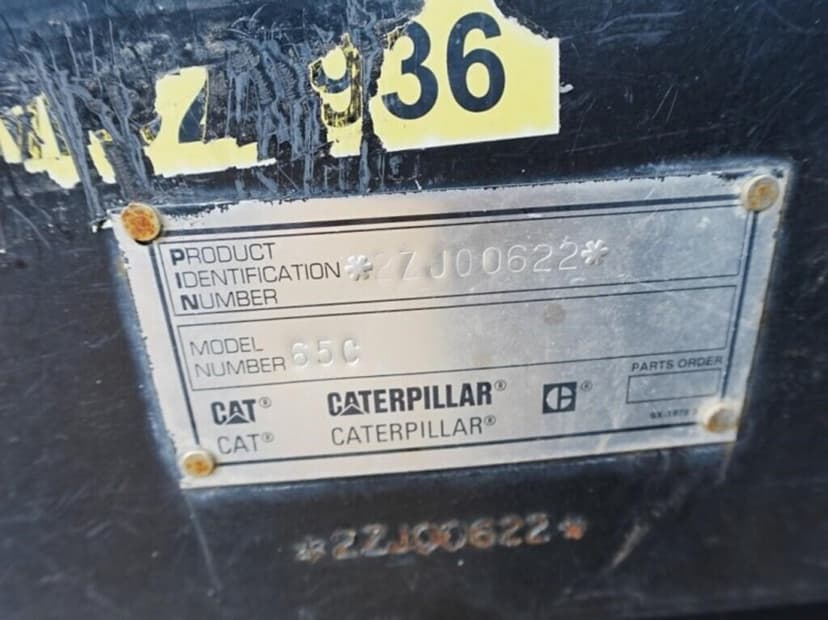 936
PRODUCT
IDENTIFICATION *2ZJ00622*
NUMBER
MODEL
NUMBER 65C
PARTS ORDER
CAT® CATERPILLAR® C®
CAT® CATERPILLAR®
*2ZJ00622*